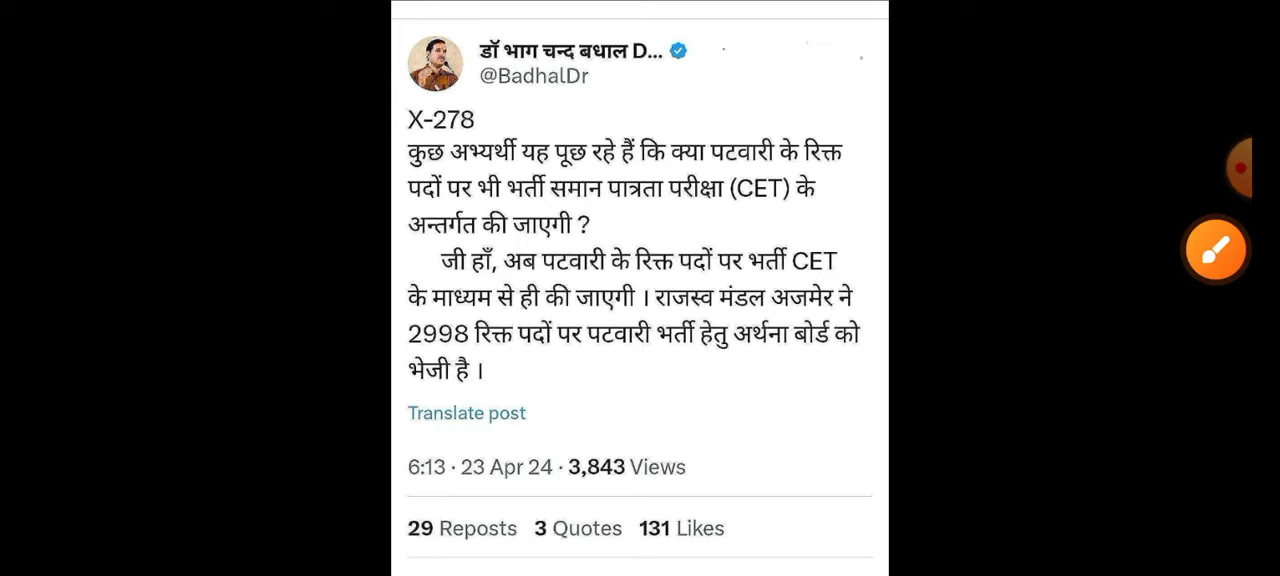 डॉ भाग चन्द बधाल D...
@BadhalDr
X-278
कुछ अभ्यर्थी यह पूछ रहे हैं कि क्या पटवारी के रिक्त
पदों पर भी भर्ती समान पात्रता परीक्षा (CET) के
अन्तर्गत की जाएगी ?
जी हाँ, अब पटवारी के रिक्त पदों पर भर्ती CET
के माध्यम से ही की जाएगी । राजस्व मंडल अजमेर ने
2998 रिक्त पदों पर पटवारी भर्ती हेतु अर्थना बोर्ड को
भेजी है ।
Translate post
6:13 · 23 Apr 24 · 3,843 Views
29 Reposts 3 Quotes 131 Likes